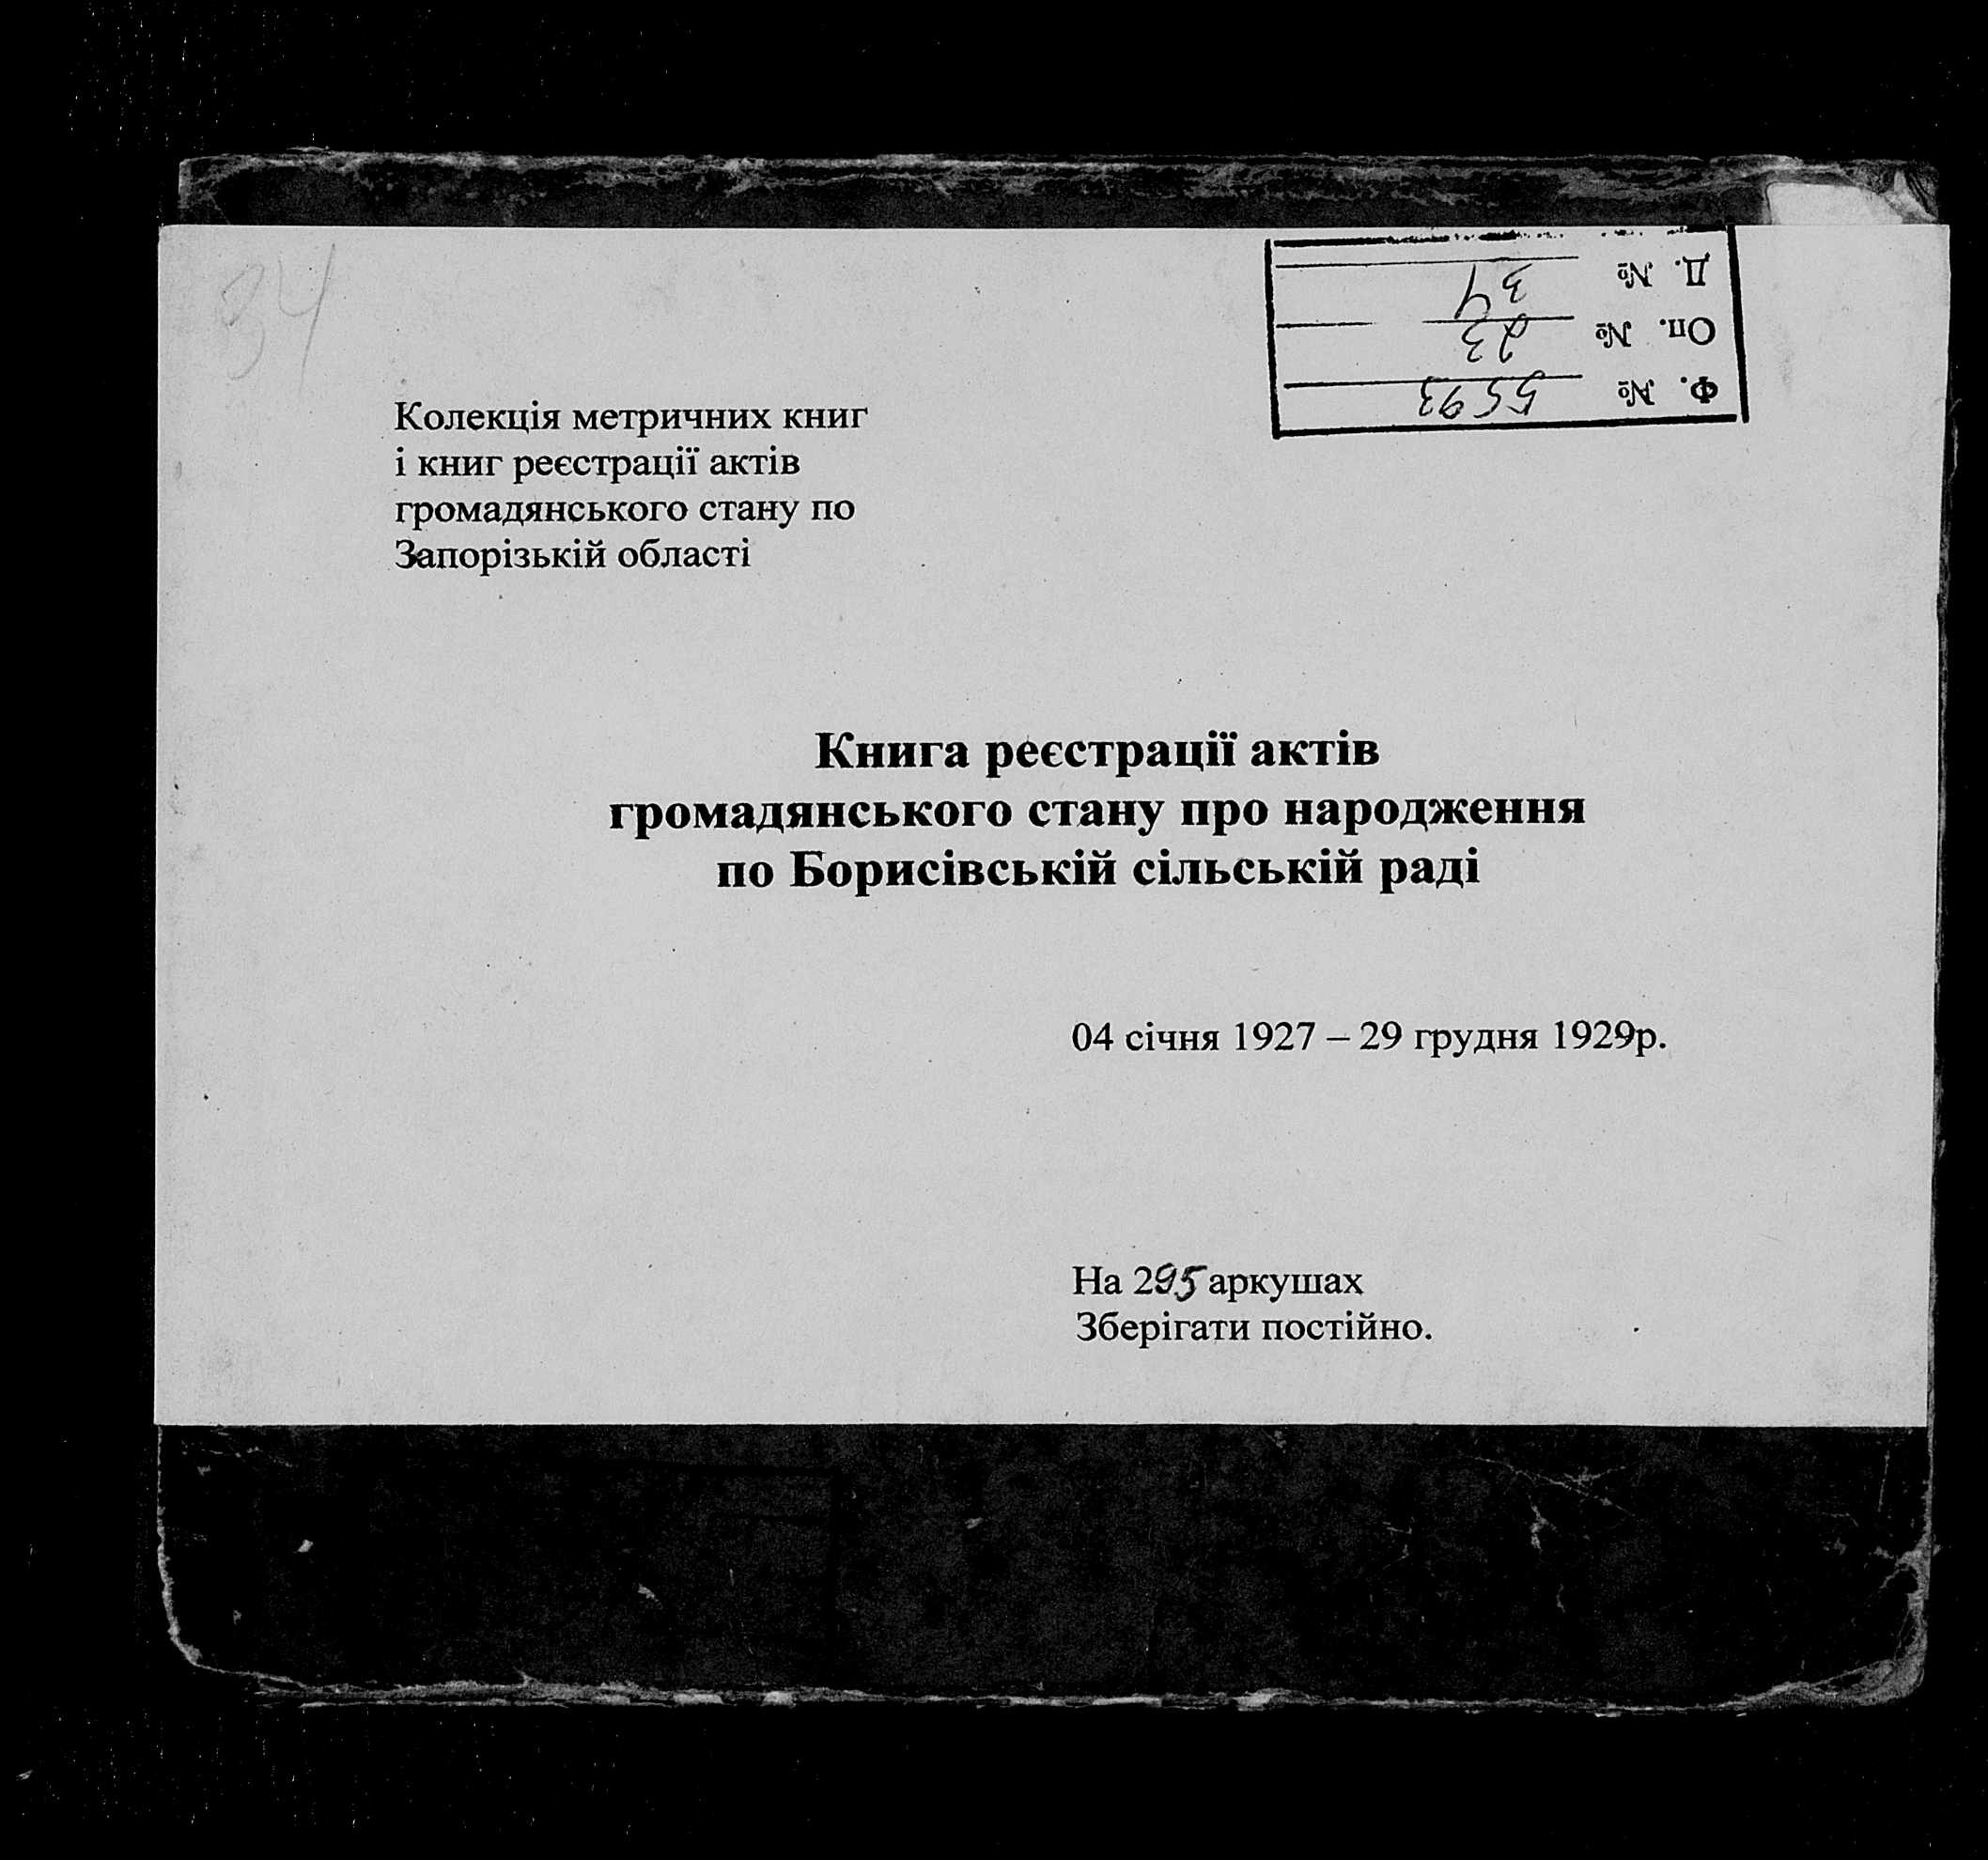 34
Ф. № 5593
Оп. № 23
Д. № 34
Колекція метричних книг
і книг реєстрації актів
громадянського стану по
Запорізькій області
Книга реєстрації актів
громадянського стану про народження
по Борисівській сільській раді
04 січня 1927 – 29 грудня 1929р.
На 295 аркушах
Зберігати постійно.